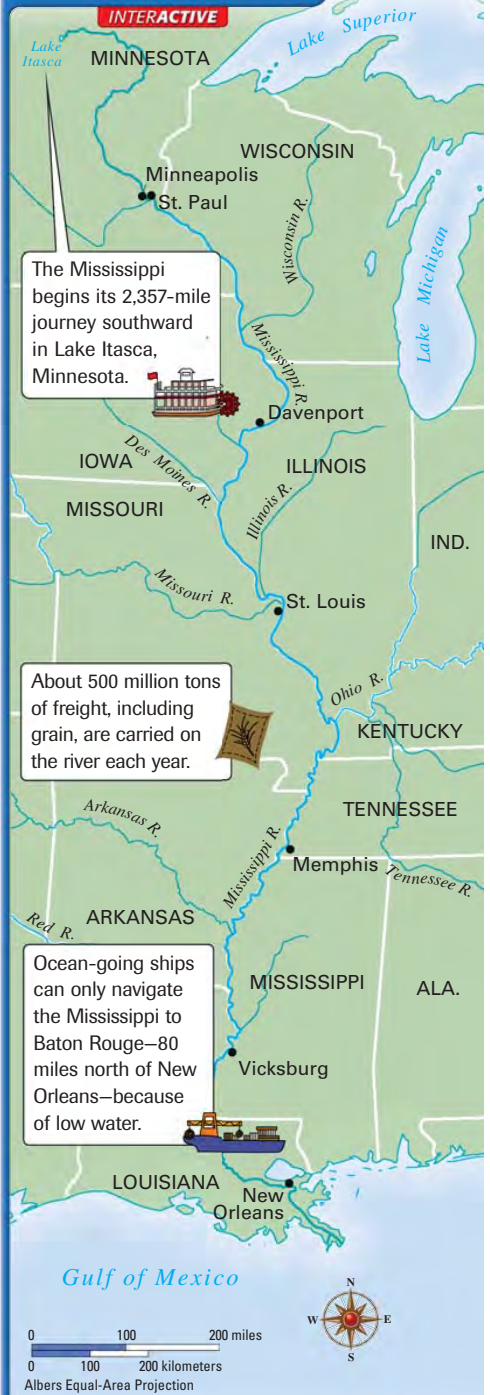 INTERACTIVE
Lake Superior
Lake
Itasca
MINNESOTA
WISCONSIN
Minneapolis
St. Paul
Wisconsin R.
Lake Michigan
The Mississippi
begins its 2,357-mile
journey southward
in Lake Itasca,
Minnesota.
Mississippi R.
Davenport
IOWA
Des Moines R.
ILLINOIS
MISSOURI
Illinois R.
IND.
Missouri R.
St. Louis
About 500 million tons
of freight, including
grain, are carried on
the river each year.
Ohio R.
KENTUCKY
TENNESSEE
Arkansas R.
Mississippi R.
Memphis
Tennessee R.
ARKANSAS
Red R.
Ocean-going ships
can only navigate
the Mississippi to
Baton Rouge—80
miles north of New
Orleans—because
of low water.
MISSISSIPPI
ALA.
Vicksburg
LOUISIANA
New
Orleans
Gulf of Mexico
N
W
E
S
0 100 200 miles
0 100 200 kilometers
Albers Equal-Area Projection